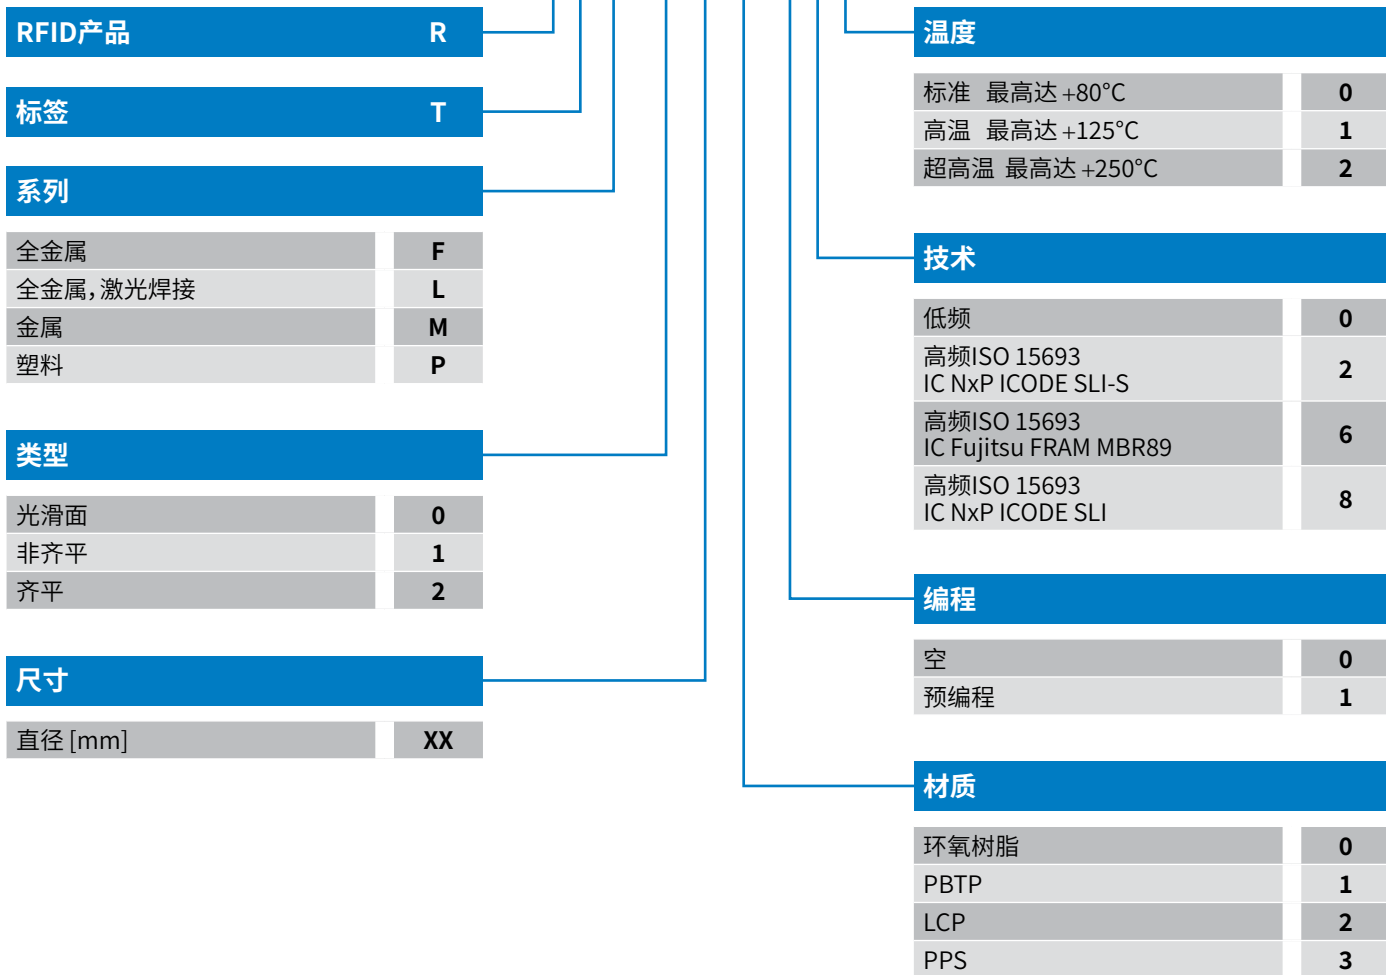 RFID产品 R
标签 T
系列
全金属 F
全金属,激光焊接 L
金属 M
塑料 P
类型
光滑面 0
非齐平 1
齐平 2
尺寸
直径 [mm] XX
温度
标准 最高达 +80°C 0
高温 最高达 +125°C 1
超高温 最高达 +250°C 2
技术
低频 0
高频ISO 15693
IC NxP ICODE SLI-S 2
高频ISO 15693
IC Fujitsu FRAM MBR89 6
高频ISO 15693
IC NxP ICODE SLI 8
编程
空 0
预编程 1
材质
环氧树脂 0
PBTP 1
LCP 2
PPS 3